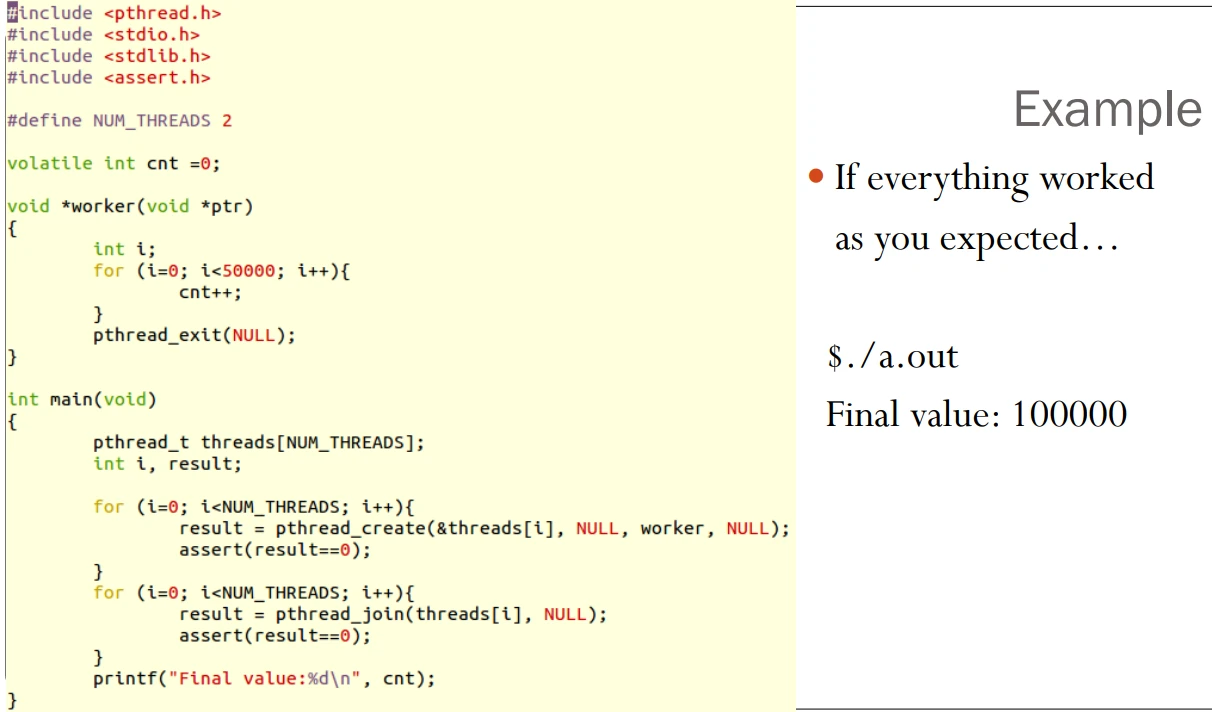 #include <pthread.h>
#include <stdio.h>
#include <stdlib.h>
#include <assert.h>
#define NUM_THREADS 2
volatile int cnt =0;
void *worker(void *ptr)
{
        int i;
        for (i=0; i<50000; i++){
                cnt++;
        }
        pthread_exit(NULL);
}
int main(void)
{
        pthread_t threads[NUM_THREADS];
        int i, result;
        for (i=0; i<NUM_THREADS; i++){
                result = pthread_create(&threads[i], NULL, worker, NULL);
                assert(result==0);
        }
        for (i=0; i<NUM_THREADS; i++){
                result = pthread_join(threads[i], NULL);
                assert(result==0);
        }
        printf("Final value:%d\n", cnt);
}
Example
• If everything worked
as you expected…
$./a.out
Final value: 100000